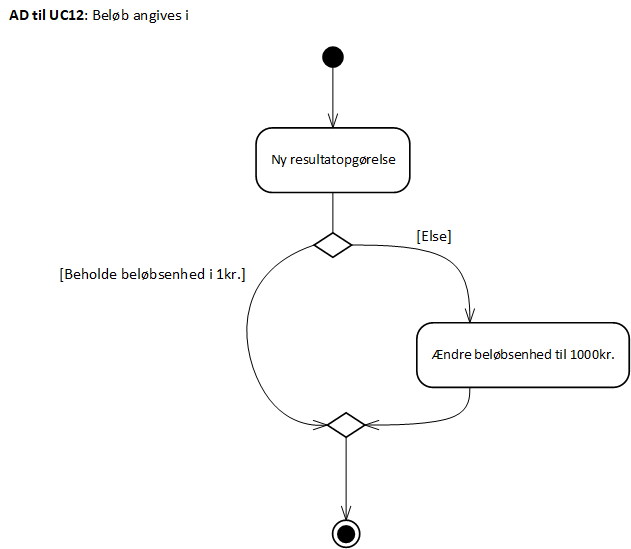 AD til UC12: Beløb angives i
Ny resultatopgørelse
[Else]
[Beholde beløbsenhed i 1kr.]
Ændre beløbsenhed til 1000kr.